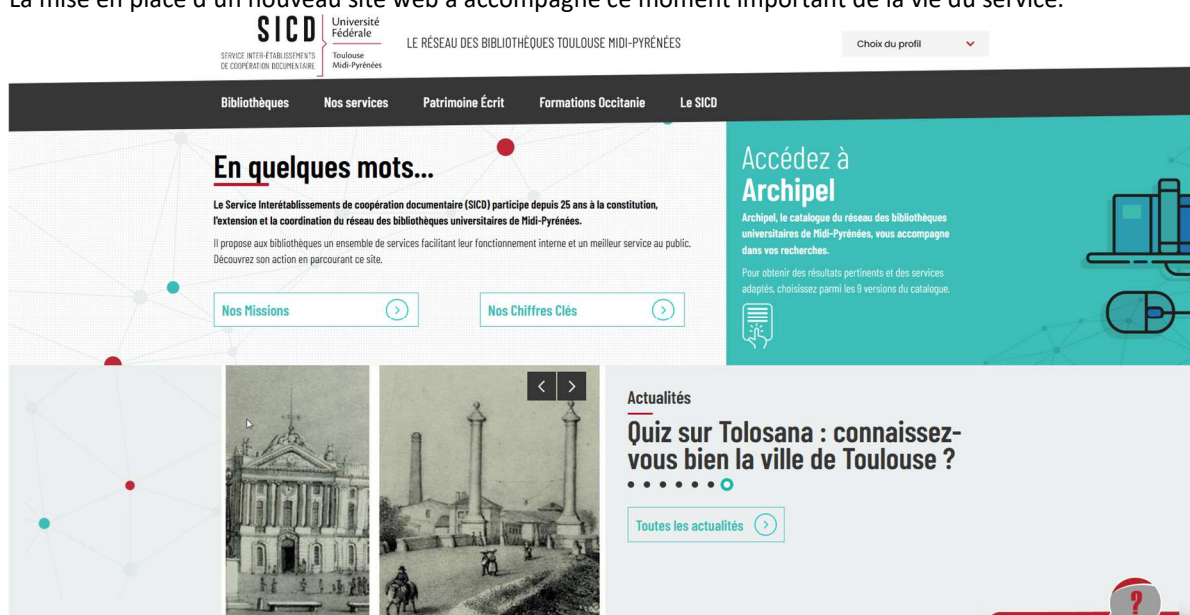 La mise en place d'un nouveau site web a accompagné ce moment important de la vie du service.
SICD
SERVICE INTER-ÉTABLISSEMENTS
DE COOPÉRATION DOCUMENTAIRE
Université
Fédérale
Toulouse
Midi-Pyrénées
LE RÉSEAU DES BIBLIOTHÈQUES TOULOUSE MIDI-PYRÉNÉES
Choix du profil
Bibliothèques Nos services Patrimoine Écrit Formations Occitanie Le SICD
En quelques mots...
Le Service Interétablissements de coopération documentaire (SICD) participe depuis 25 ans à la constitution,
l'extension et la coordination du réseau des bibliothèques universitaires de Midi-Pyrénées.
Il propose aux bibliothèques un ensemble de services facilitant leur fonctionnement interne et un meilleur service au public.
Découvrez son action en parcourant ce site.
Nos Missions
Nos Chiffres Clés
Accédez à
Archipel
Archipel, le catalogue du réseau des bibliothèques
universitaires de Midi-Pyrénées, vous accompagne
dans vos recherches.
Pour obtenir des résultats pertinents et des services
adaptés, choisissez parmi les 9 versions du catalogue.
Actualités
Quiz sur Tolosana : connaissez-
vous bien la ville de Toulouse ?
Toutes les actualités
?